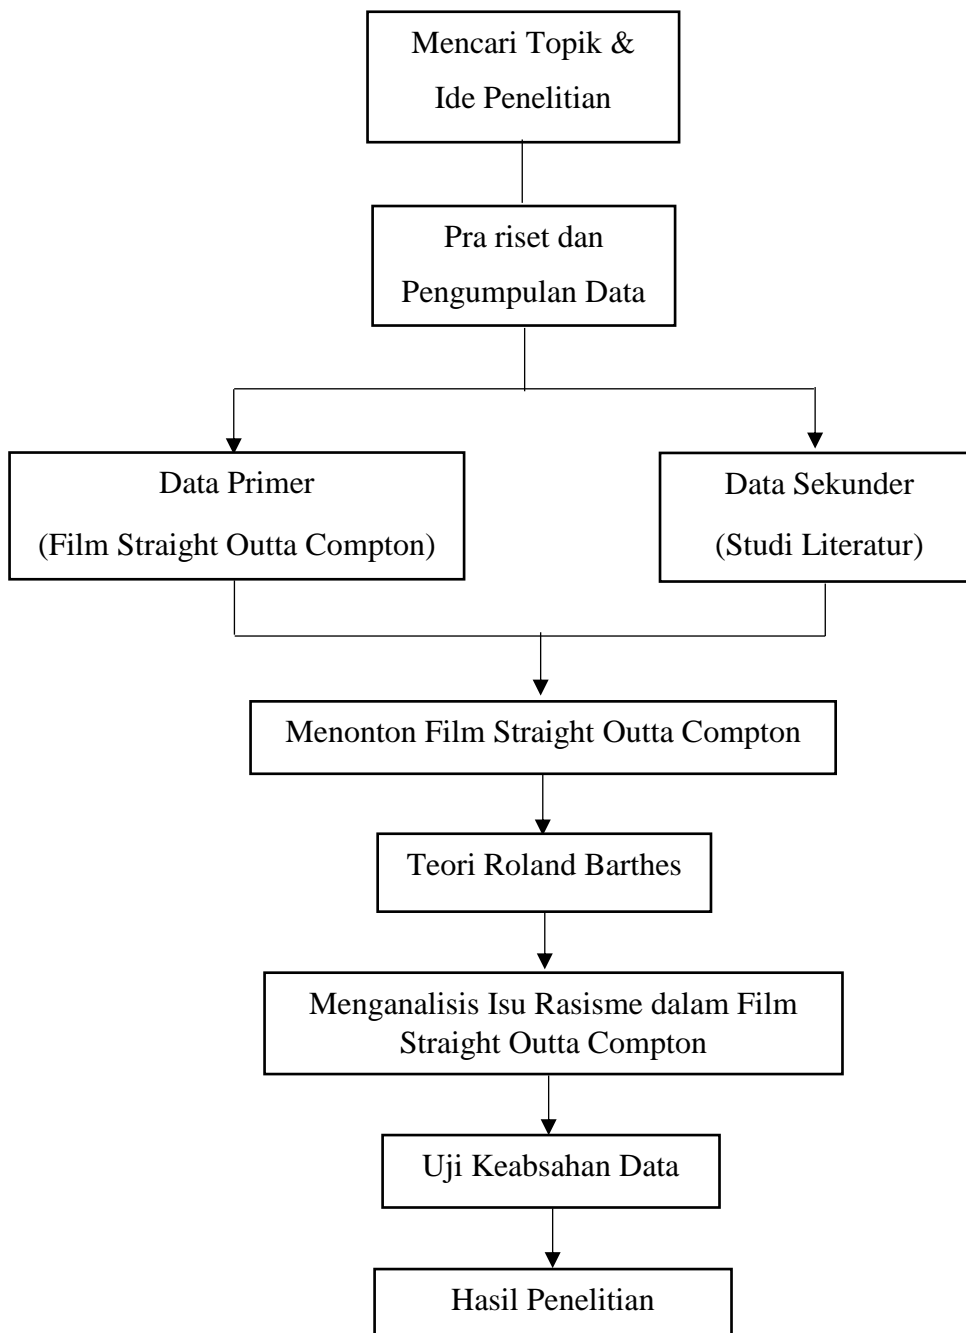 Mencari Topik &
Ide Penelitian
Pra riset dan
Pengumpulan Data
Data Primer
(Film Straight Outta Compton)
Data Sekunder
(Studi Literatur)
Menonton Film Straight Outta Compton
Teori Roland Barthes
Menganalisis Isu Rasisme dalam Film
Straight Outta Compton
Uji Keabsahan Data
Hasil Penelitian